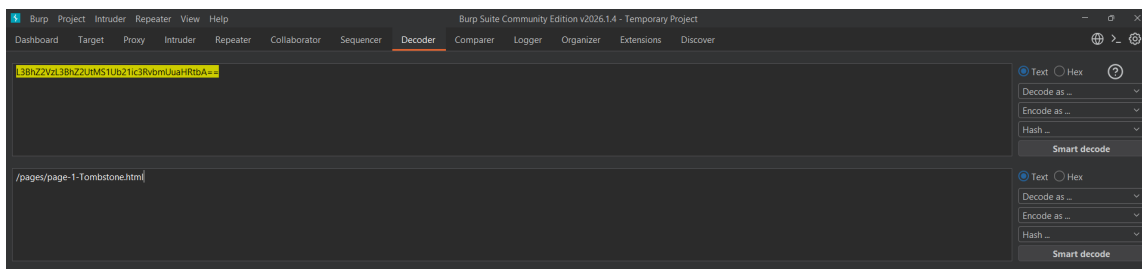 Burp Project Intruder Repeater View Help
Burp Suite Community Edition v2026.1.4 - Temporary Project
Dashboard Target Proxy Intruder Repeater Collaborator Sequencer Decoder Comparer Logger Organizer Extensions Discover
L3BhZ2VzL3BhZ2UtMS1Ub21ic3RvbmUuaHRtbA==
Text Hex ?
Decode as ...
Encode as ...
Hash ...
Smart decode
/pages/page-1-Tombstone.html
Text Hex
Decode as ...
Encode as ...
Hash ...
Smart decode